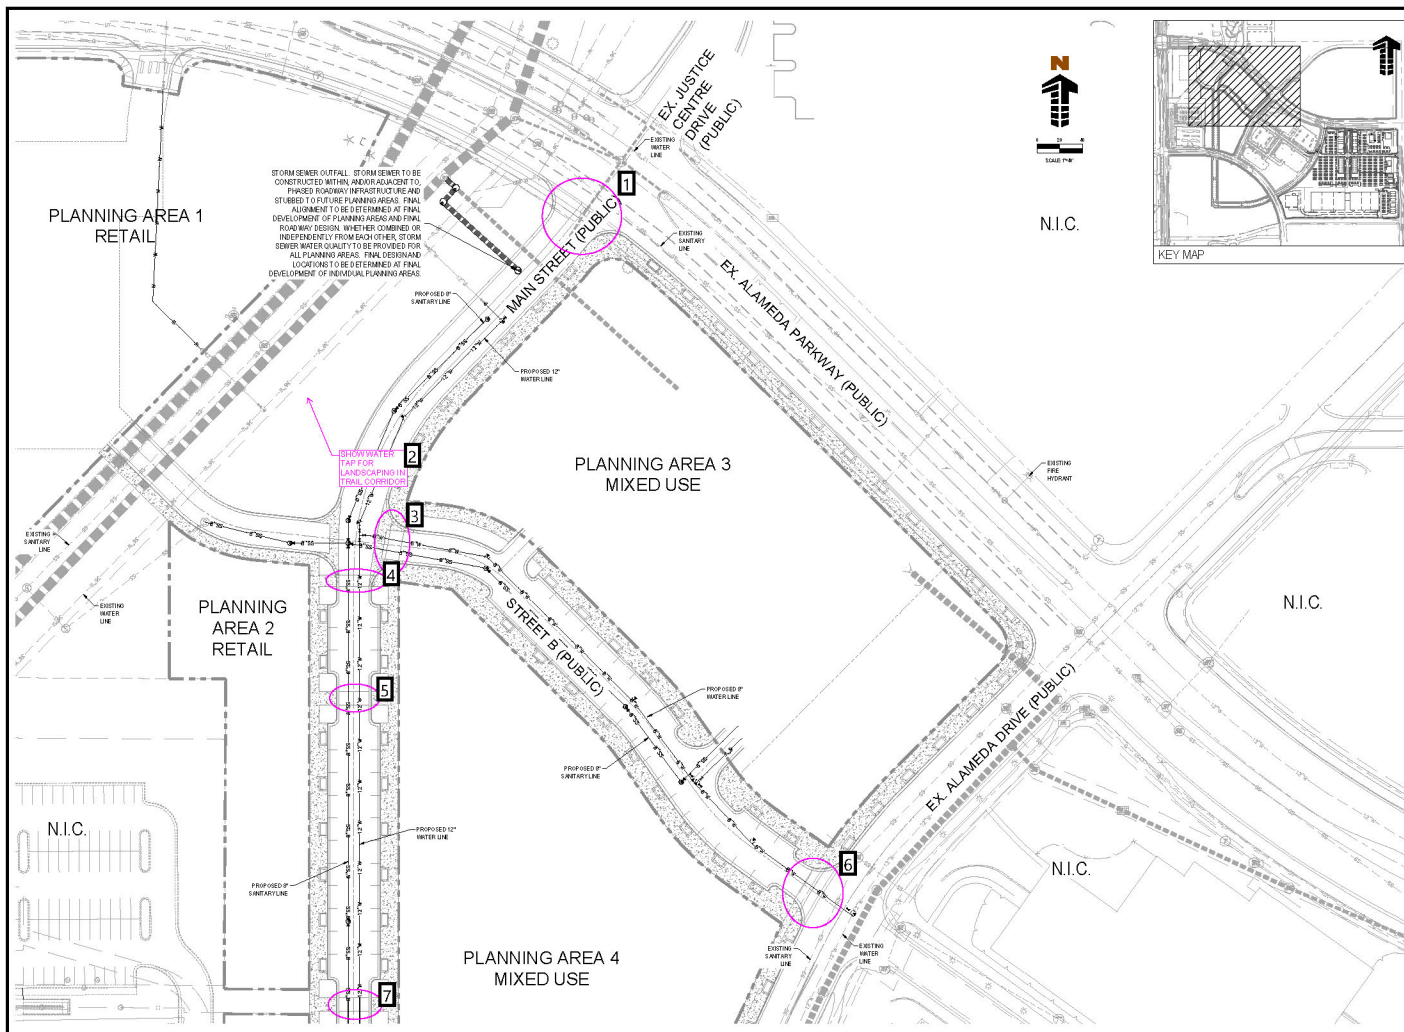 EX. JUSTICE
CENTRE
DRIVE
(PUBLIC)
N
0 20 40
SCALE 1"=40'
N.I.C.
KEY MAP
EXISTING
WATER
LINE
1
STORM SEWER OUTFALL. STORM SEWER TO BE
CONSTRUCTED WITHIN, AND/OR ADJACENT TO,
PHASED ROADWAY INFRASTRUCTURE AND
STUBBED TO FUTURE PLANNING AREAS. FINAL
ALIGNMENT TO BE DETERMINED AT FINAL
DEVELOPMENT OF PLANNING AREAS AND FINAL
ROADWAY DESIGN. WHETHER COMBINED OR
INDEPENDENTLY FROM EACH OTHER, STORM
SEWER WATER QUALITY TO BE PROVIDED FOR
ALL PLANNING AREAS. FINAL DESIGN AND
LOCATIONS TO BE DETERMINED AT FINAL
DEVELOPMENT OF INDIVIDUAL PLANNING AREAS.
PLANNING AREA 1
RETAIL
MAIN STREET (PUBLIC)
EXISTING
SANITARY
LINE
EX. ALAMEDA PARKWAY (PUBLIC)
PROPOSED 8"
SANITARY LINE
PROPOSED 12"
WATER LINE
2
SHOW WATER
TAP FOR
LANDSCAPING IN
TRAIL CORRIDOR
PLANNING AREA 3
MIXED USE
EXISTING
FIRE
HYDRANT
3
EXISTING
SANITARY
LINE
4
EXISTING
WATER
LINE
PLANNING
AREA 2
RETAIL
STREET B (PUBLIC)
N.I.C.
5
PROPOSED 8"
WATER LINE
PROPOSED 8"
SANITARY LINE
EX. ALAMEDA DRIVE (PUBLIC)
N.I.C.
PROPOSED 12"
WATER LINE
PROPOSED 8"
SANITARY LINE
6
N.I.C.
EXISTING
SANITARY
LINE
EXISTING
WATER
LINE
PLANNING AREA 4
MIXED USE
7